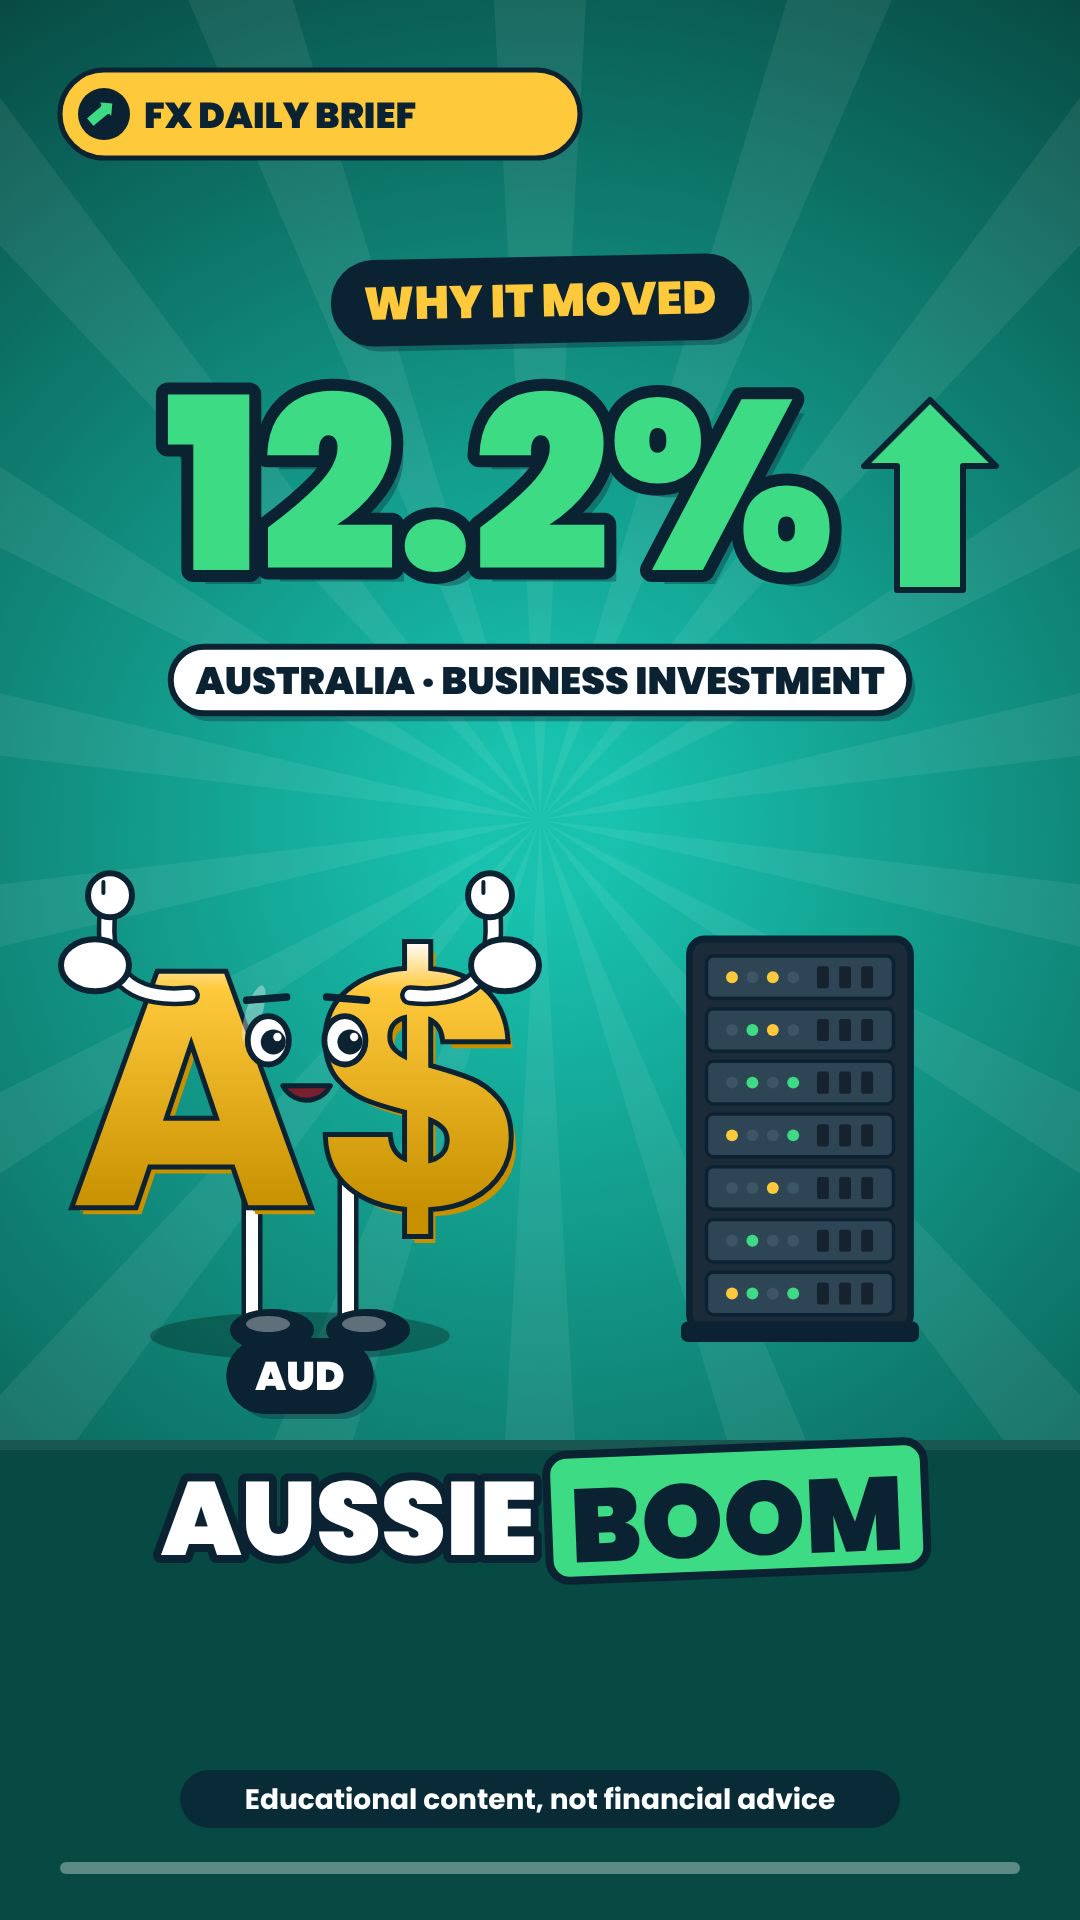 FX DAILY BRIEF
WHY IT MOVED
12.2%
AUSTRALIA • BUSINESS INVESTMENT
A$
AUD
AUSSIE BOOM
Educational content, not financial advice